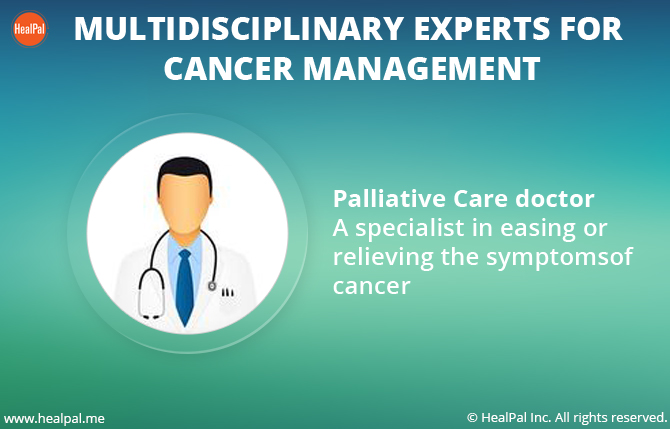 HealPal
MULTIDISCIPLINARY EXPERTS FOR
CANCER MANAGEMENT
Palliative Care doctor
A specialist in easing or
relieving the symptomsof
cancer
www.healpal.me
© HealPal Inc. All rights reserved.